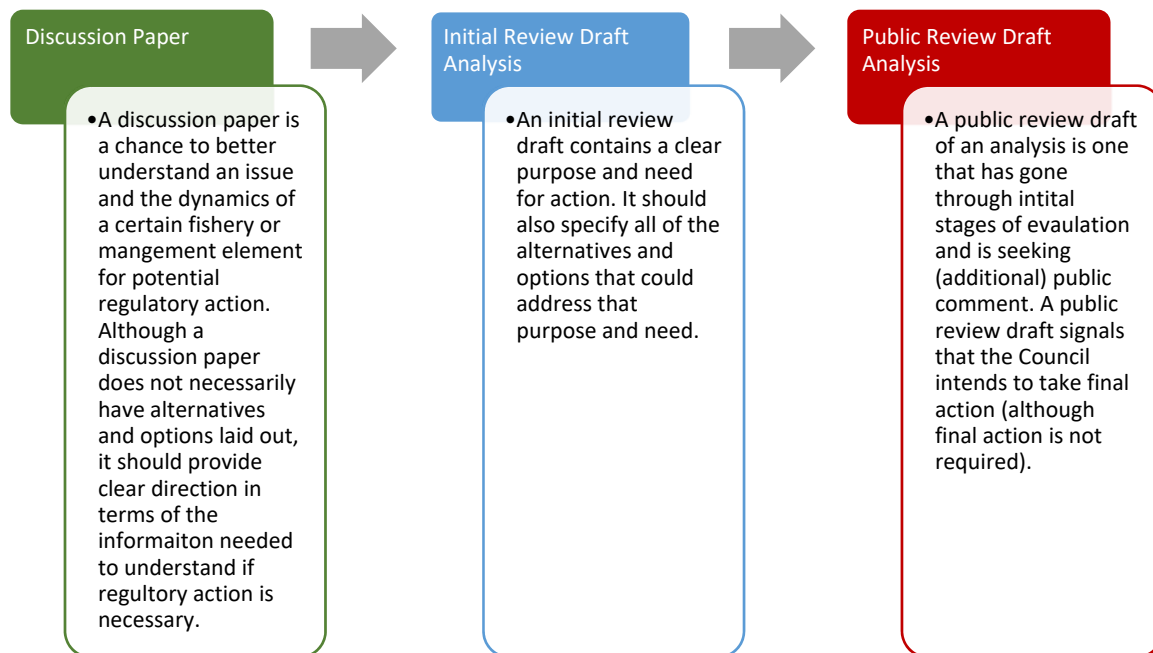 Discussion Paper
•A discussion paper is
a chance to better
understand an issue
and the dynamics of
a certain fishery or
mangement element
for potential
regulatory action.
Although a
discussion paper
does not necessarily
have alternatives
and options laid out,
it should provide
clear direction in
terms of the
informaiton needed
to understand if
regultory action is
necessary.
Initial Review Draft
Analysis
•An initial review
draft contains a clear
purpose and need
for action. It should
also specify all of the
alternatives and
options that could
address that
purpose and need.
Public Review Draft
Analysis
•A public review draft
of an analysis is one
that has gone
through intital
stages of evaulation
and is seeking
(additional) public
comment. A public
review draft signals
that the Council
intends to take final
action (although
final action is not
required).